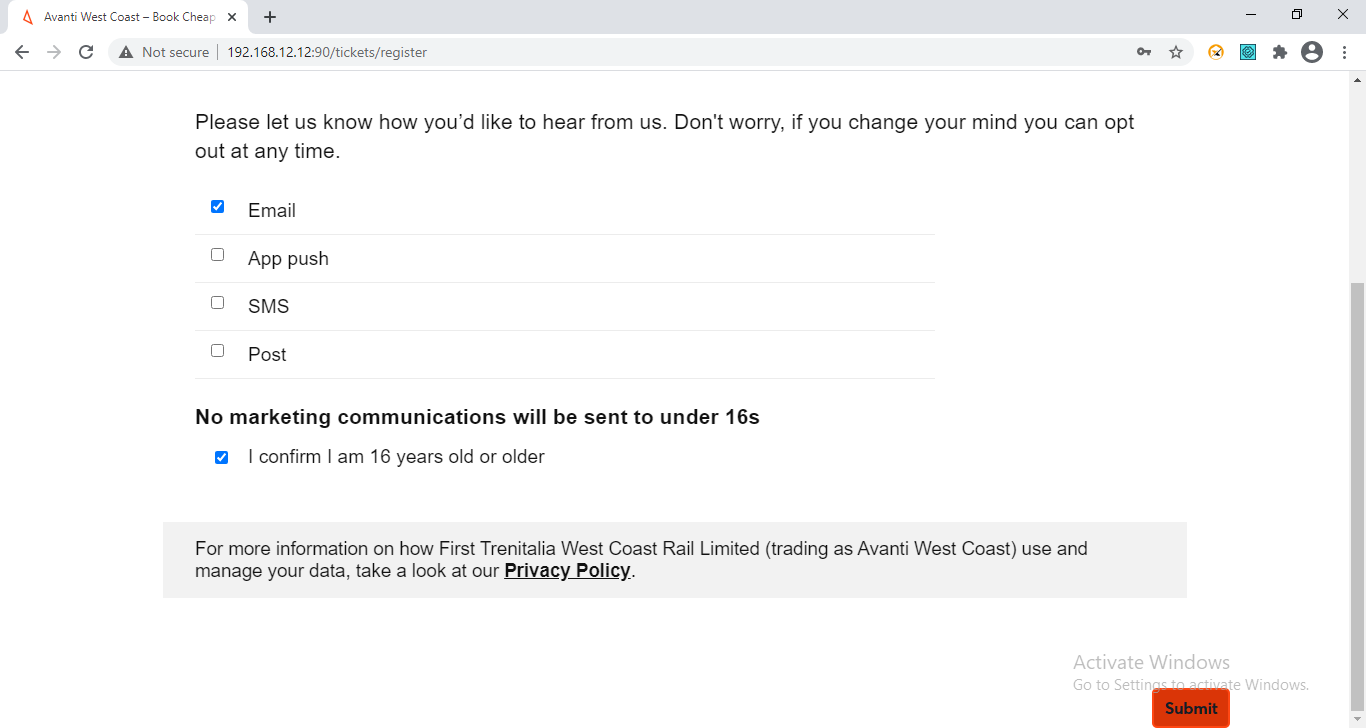 Avanti West Coast – Book Cheap
Not secure
192.168.12.12:90/tickets/register
Please let us know how you’d like to hear from us. Don't worry, if you change your mind you can opt
out at any time.
Email
App push
SMS
Post
No marketing communications will be sent to under 16s
I confirm I am 16 years old or older
For more information on how First Trenitalia West Coast Rail Limited (trading as Avanti West Coast) use and
manage your data, take a look at our Privacy Policy.
Activate Windows
Go to Settings to activate Windows.
Submit